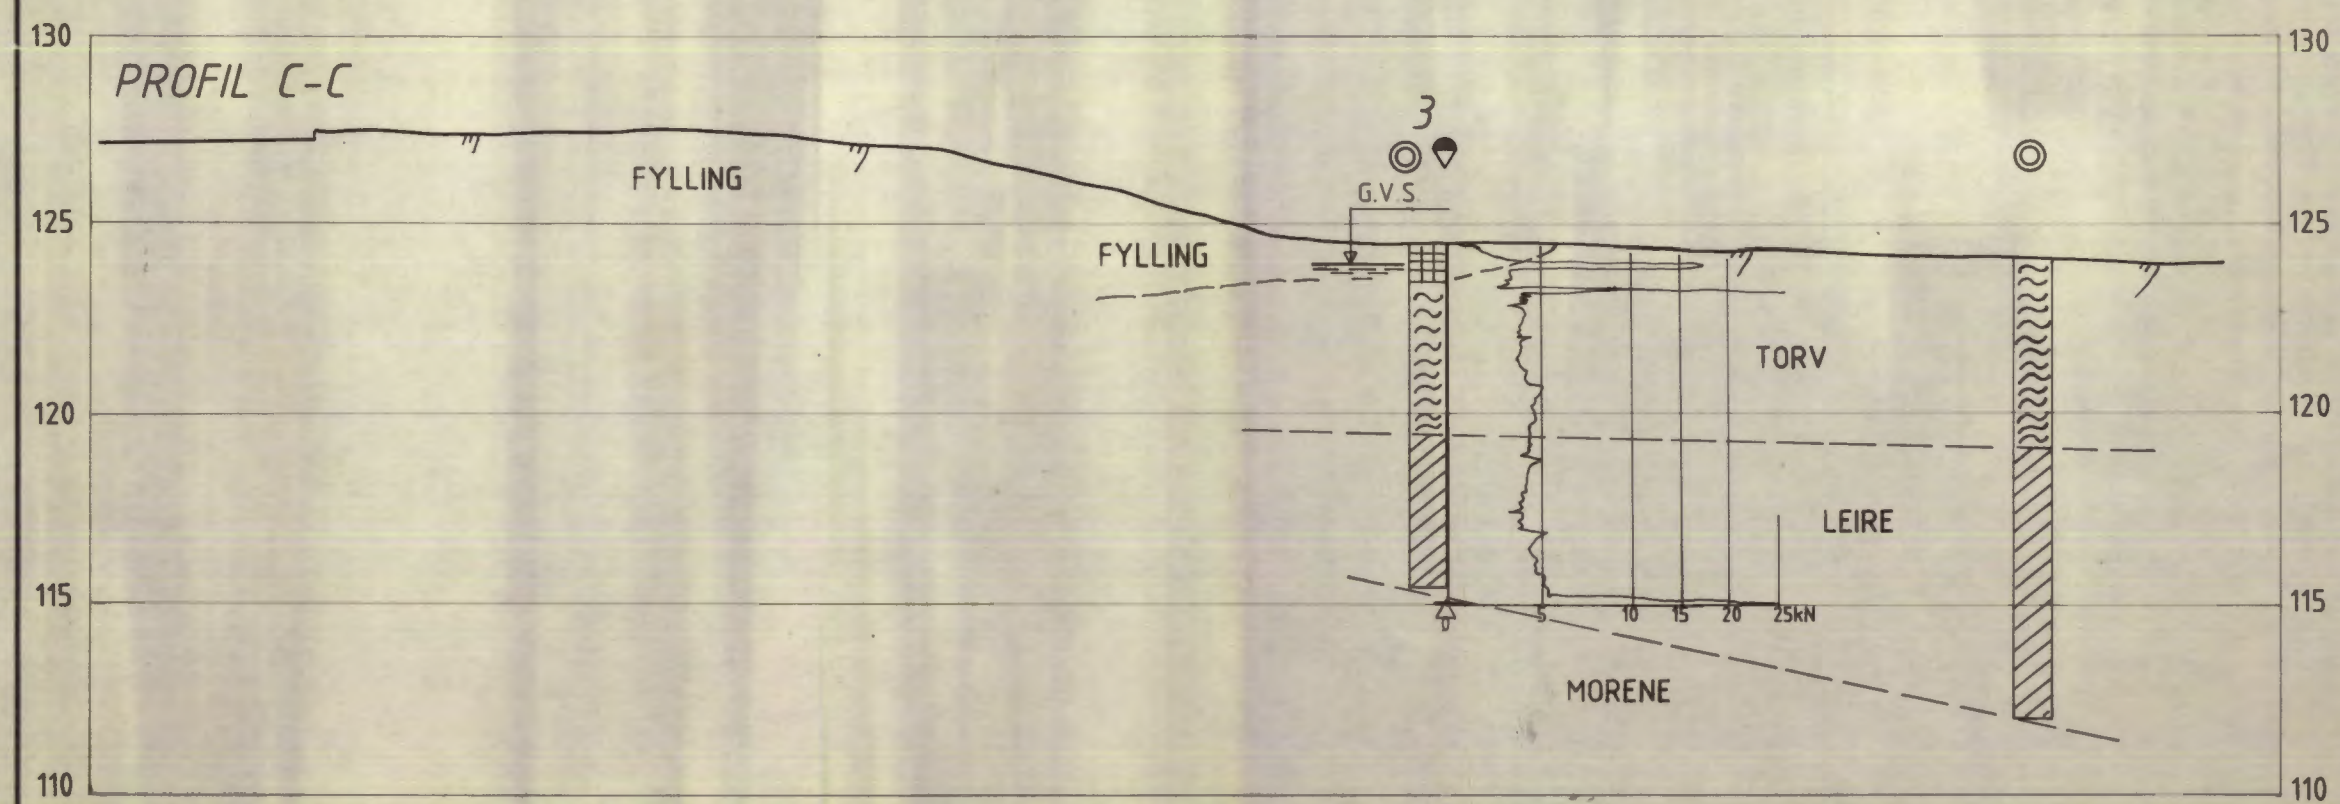 130
130
PROFIL C-C
3
FYLLING
G.V.S.
125
125
FYLLING
TORV
120
120
LEIRE
115
115
5 10 15 20 25kN
MORENE
110
110